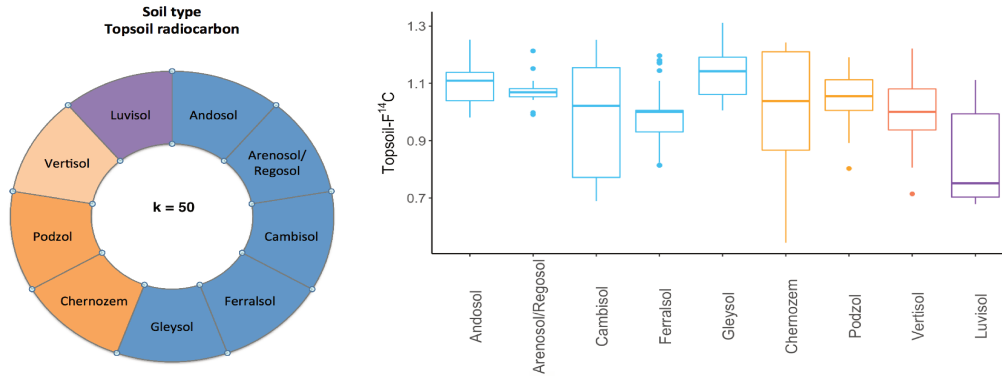 Soil type
Topsoil radiocarbon
Luvisol
Andosol
Vertisol
Arenosol/
Regosol
k = 50
Podzol
Cambisol
Chernozem
Ferralsol
Gleysol
Topsoil-F¹⁴C
1.3
1.1
0.9
0.7
Andosol
Arenosol/Regosol
Cambisol
Ferralsol
Gleysol
Chernozem
Podzol
Vertisol
Luvisol